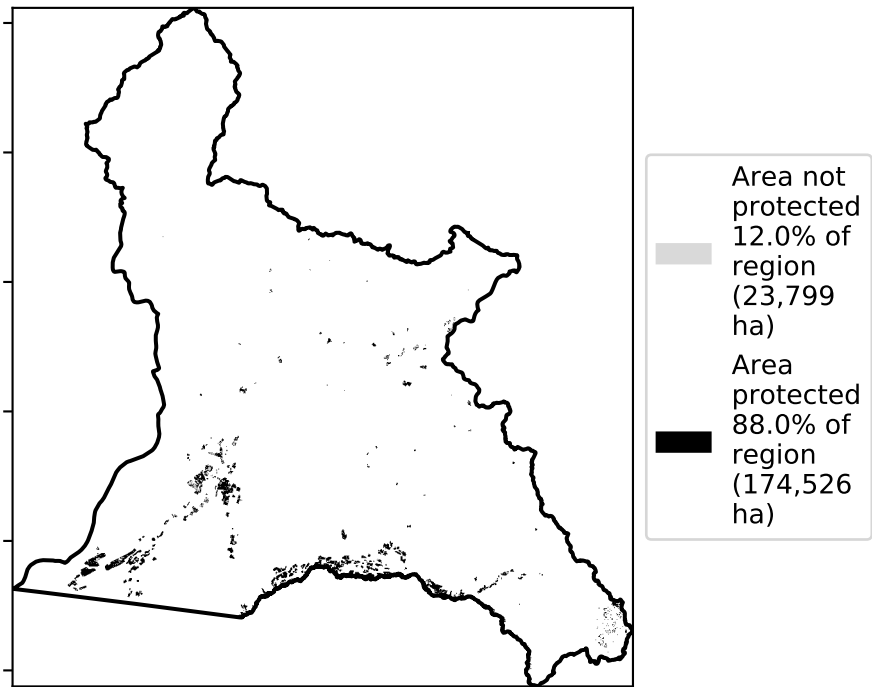 Area not
protected
12.0% of
region
(23,799
ha)
Area
protected
88.0% of
region
(174,526
ha)